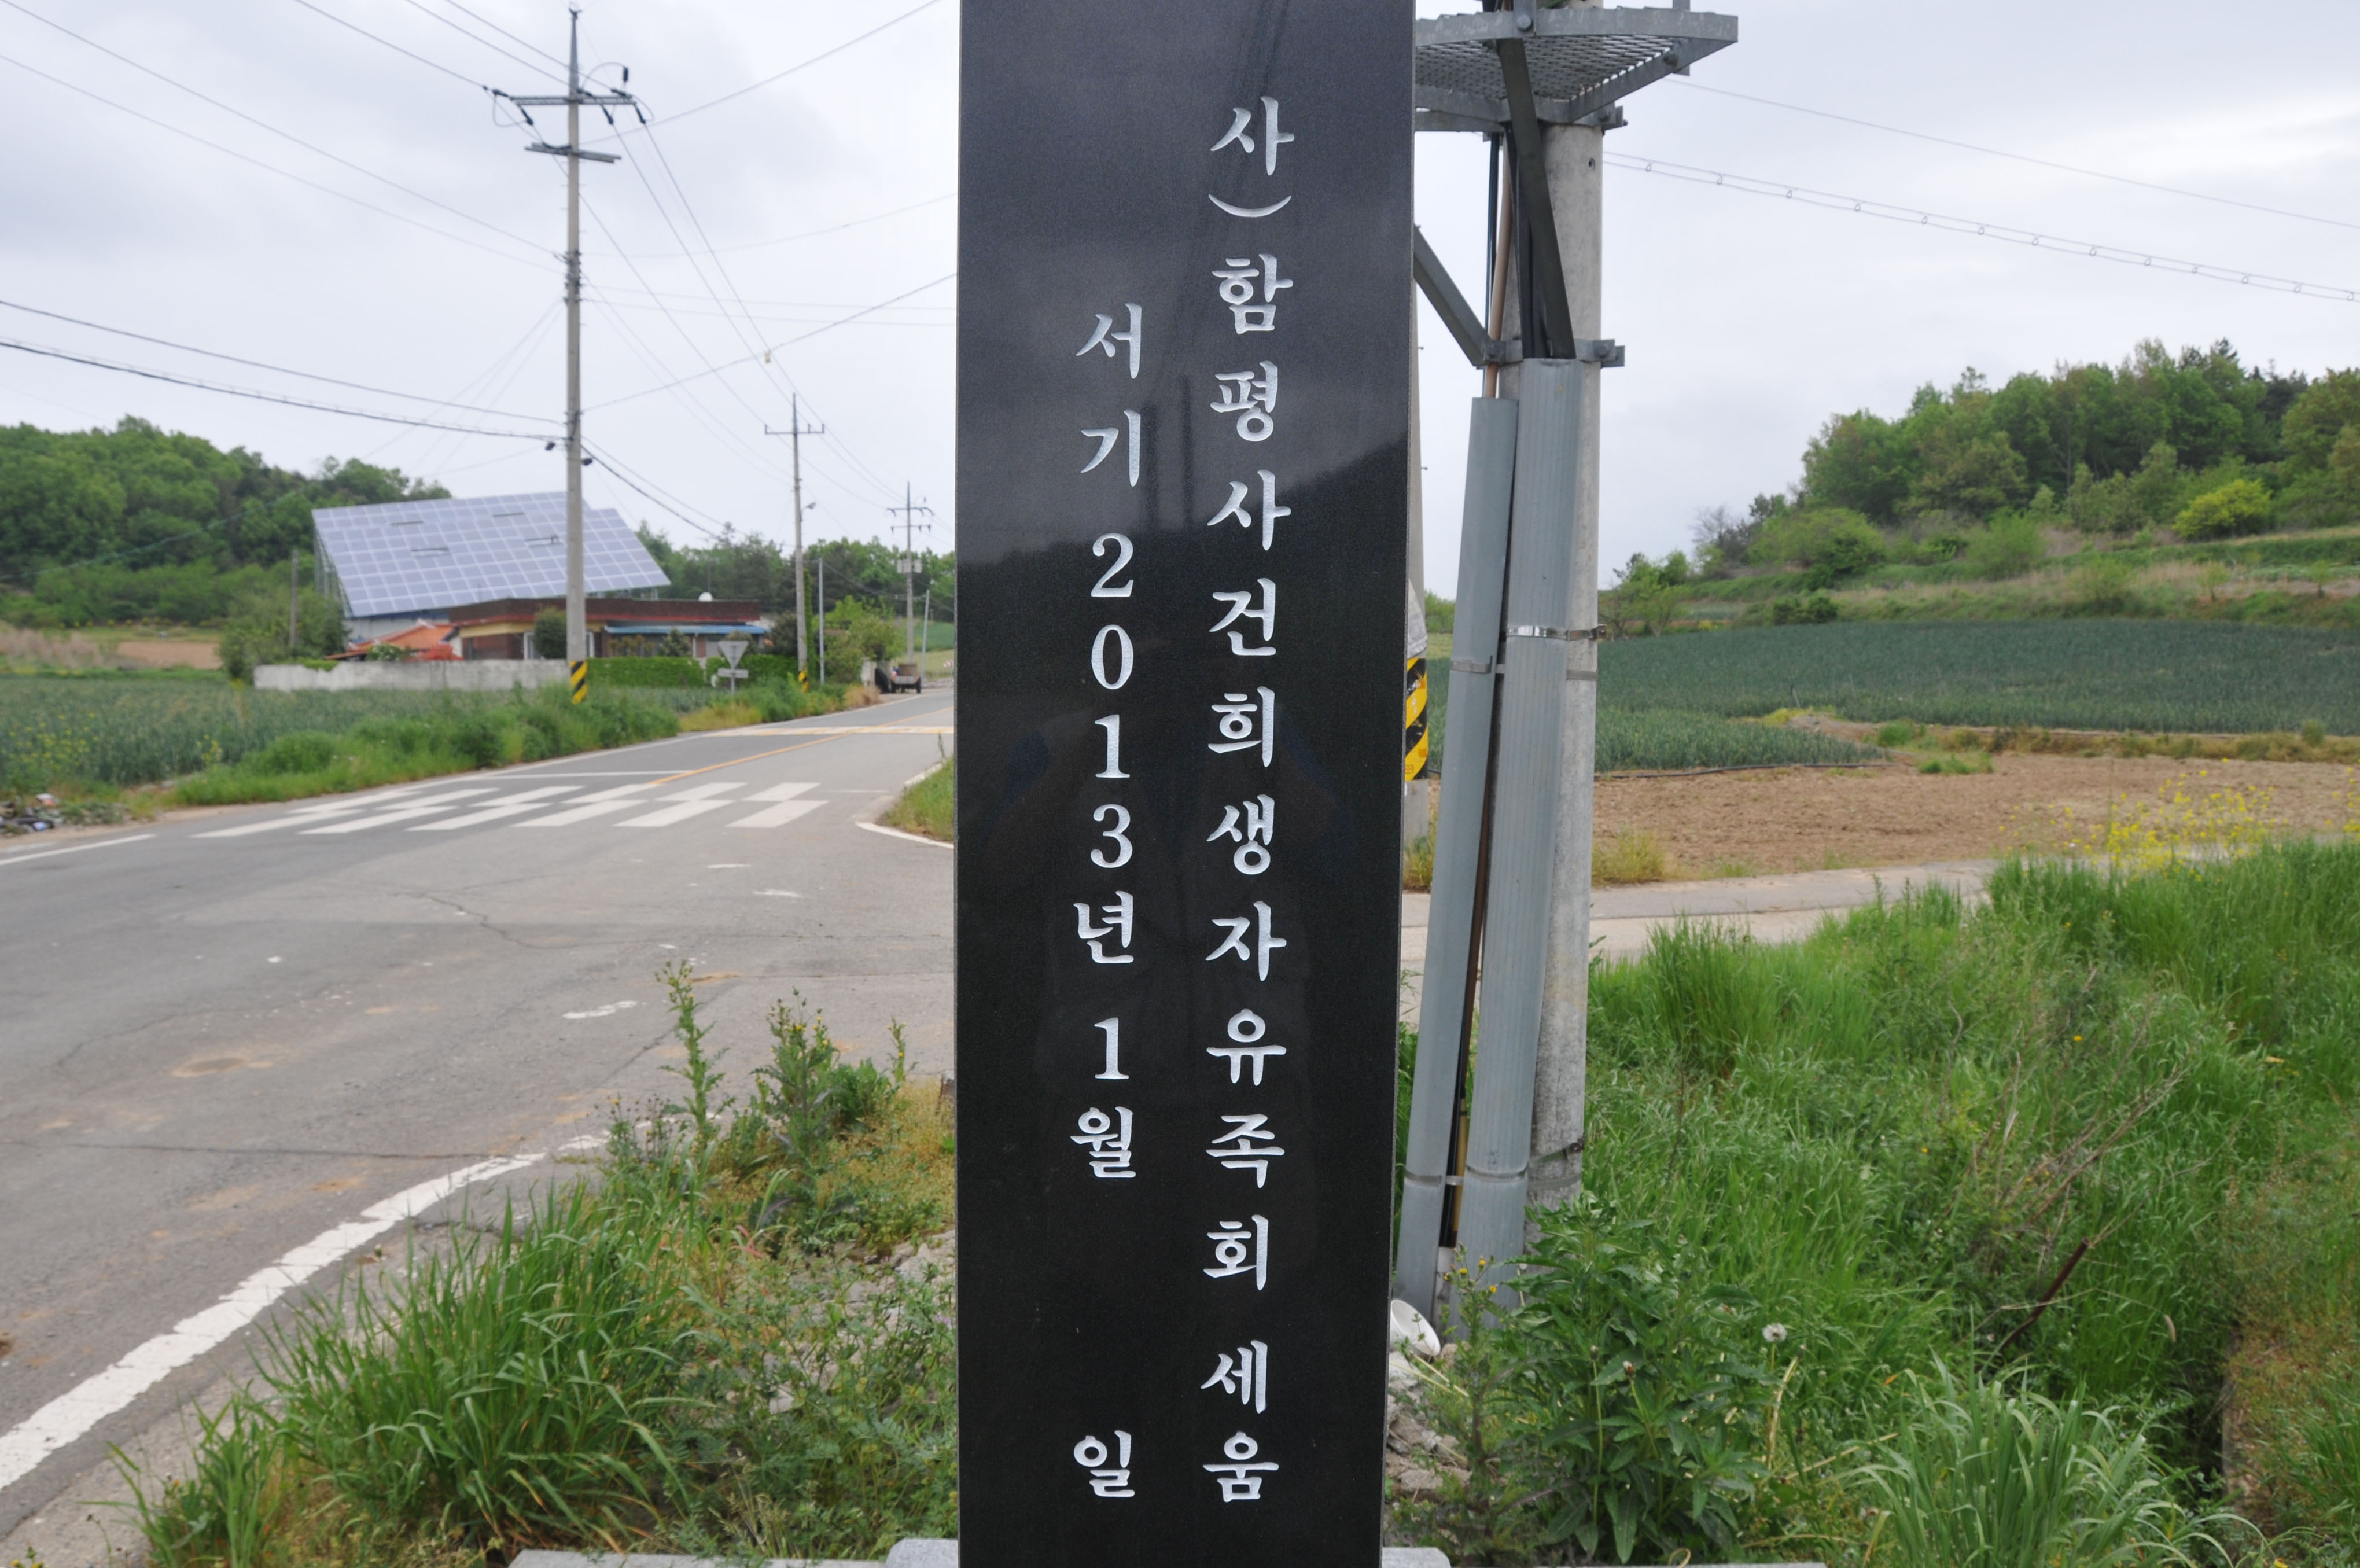 사)함평사건희생자유족회 세움
서기 2013년 1월 일